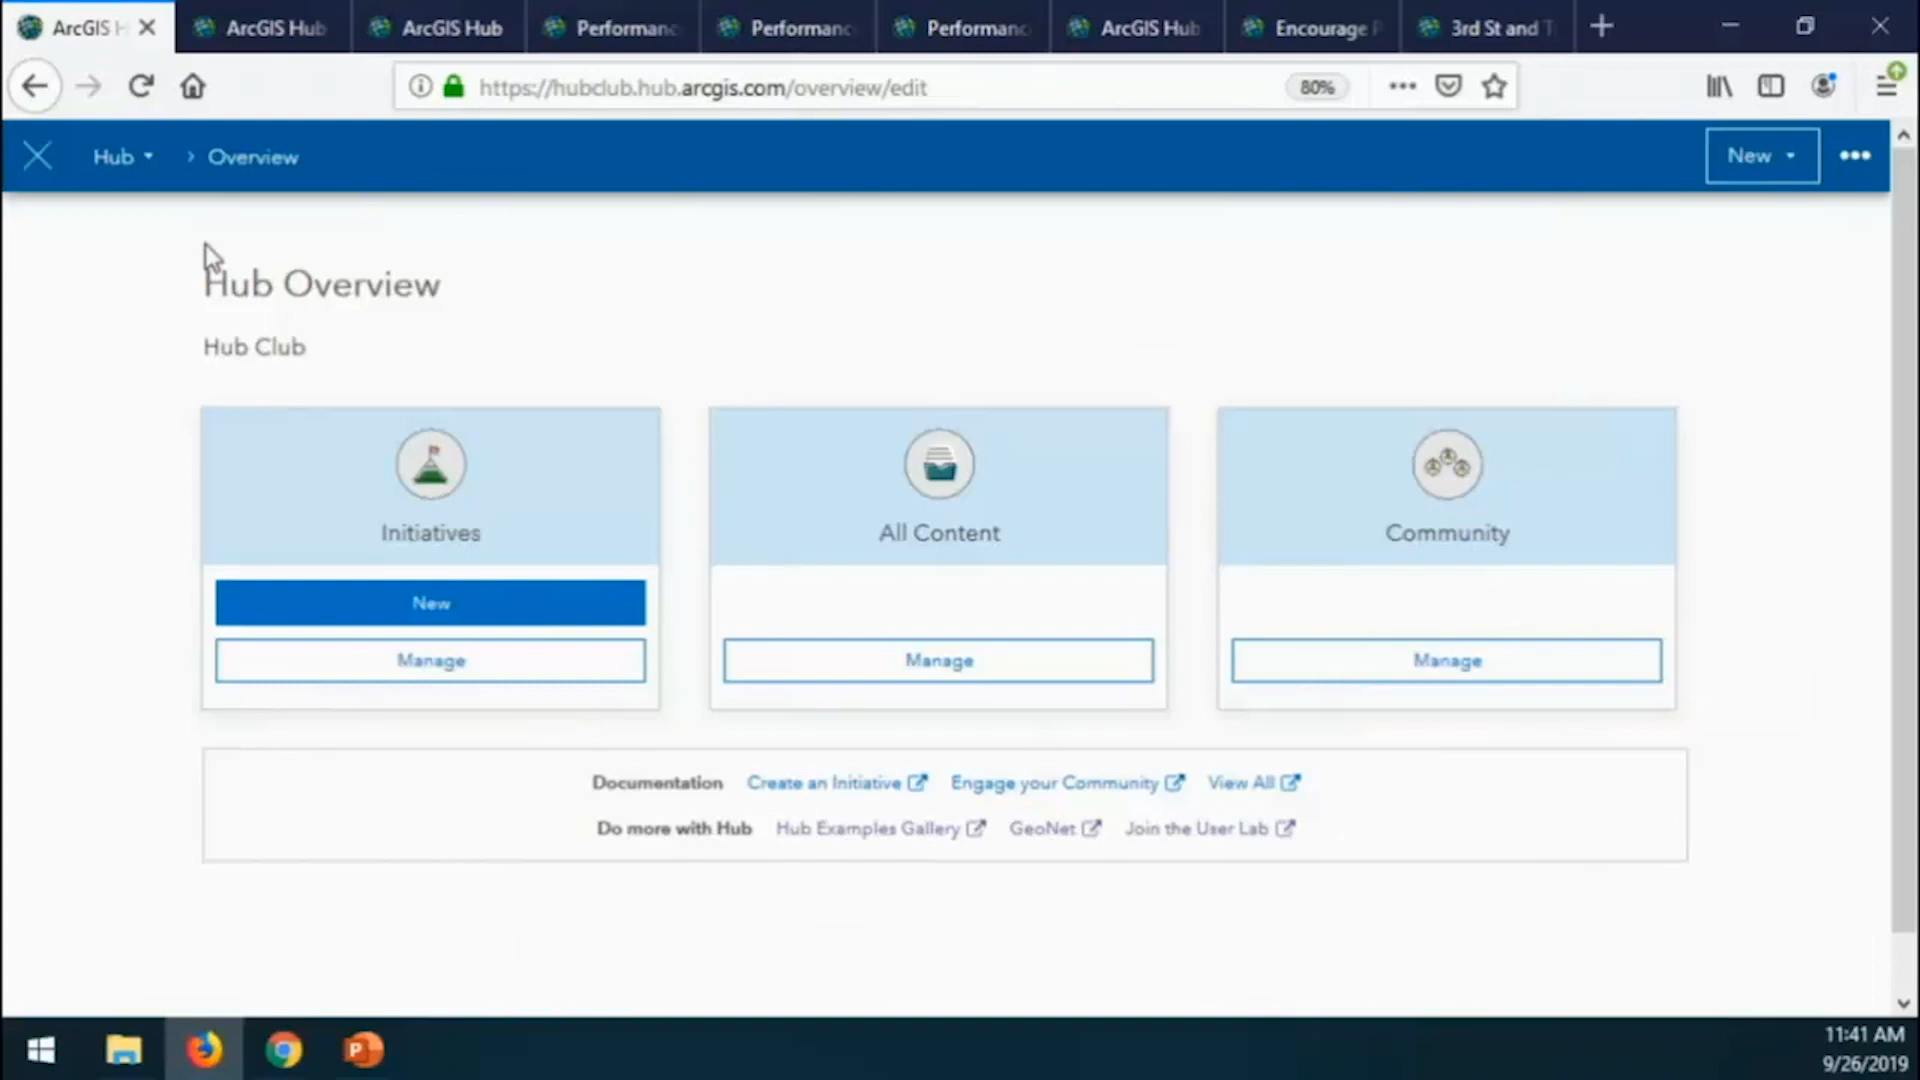 ArcGIS H
ArcGIS Hub
ArcGIS Hub
Performanc
Performanc
Performanc
ArcGIS Hub
Encourage P
3rd St and T
https://hubclub.hub.arcgis.com/overview/edit
80%
Hub > Overview
New
Hub Overview
Hub Club
Initiatives
New
Manage
All Content
Manage
Community
Manage
Documentation Create an Initiative Engage your Community View All
Do more with Hub Hub Examples Gallery GeoNet Join the User Lab
11:41 AM
9/26/2019